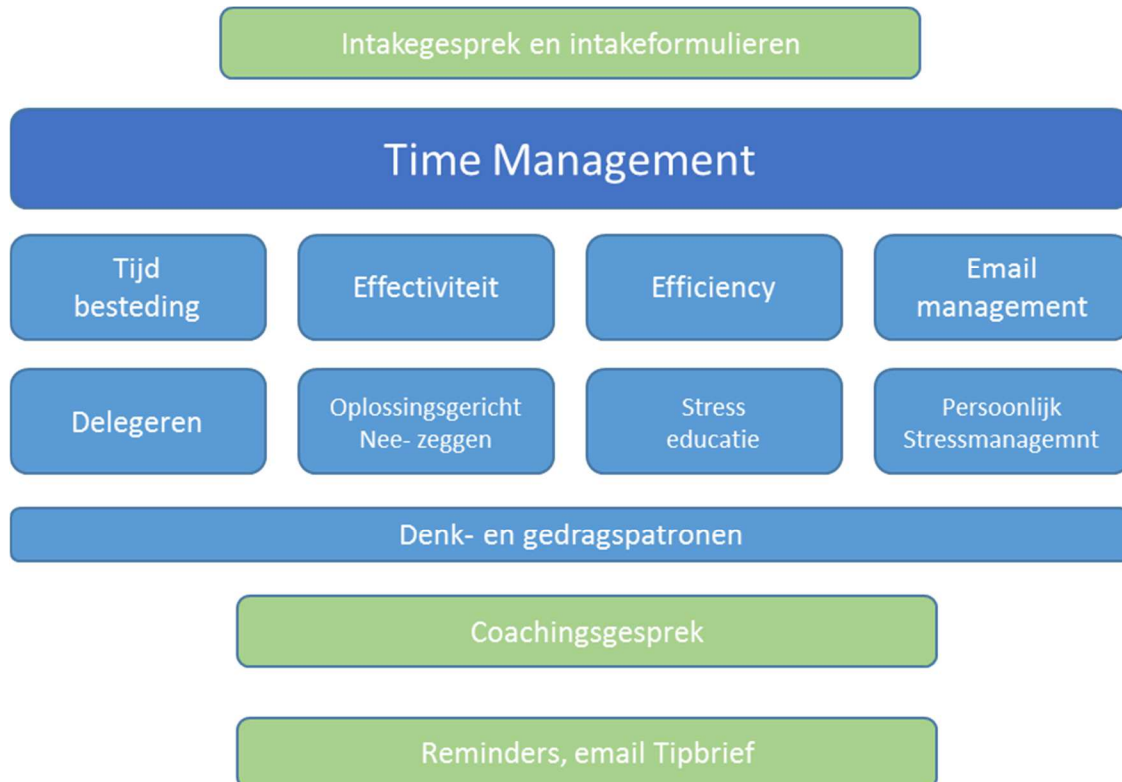 Intakegesprek en intakeformulieren
Time Management
Tijd
besteding
Effectiviteit
Efficiency
Email
management
Delegeren
Oplossingsgericht
Nee- zeggen
Stress
educatie
Persoonlijk
Stressmanagemnt
Denk- en gedragspatronen
Coachingsgesprek
Reminders, email Tipbrief